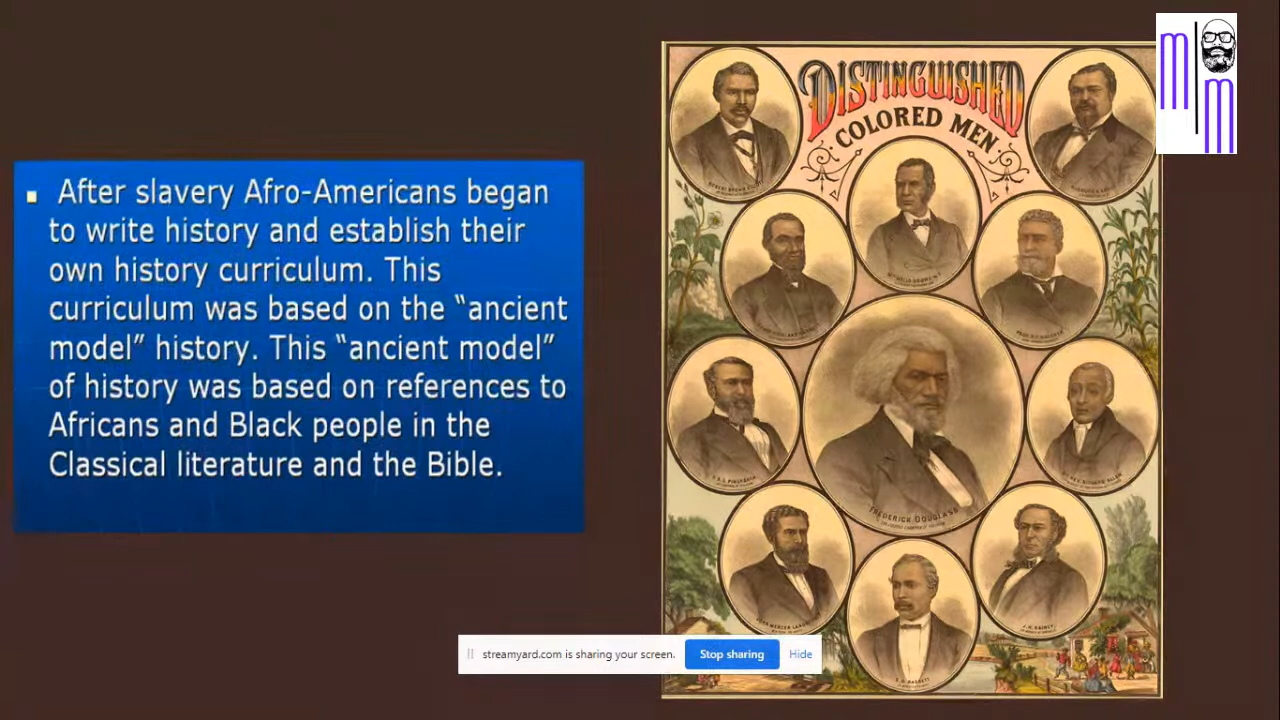 After slavery Afro-Americans began
to write history and establish their
own history curriculum. This
curriculum was based on the “ancient
model” history. This “ancient model”
of history was based on references to
Africans and Black people in the
Classical literature and the Bible.
DISTINGUISHED
COLORED MEN
FREDERICK DOUGLASS
m
m
streamyard.com is sharing your screen.
Stop sharing
Hide